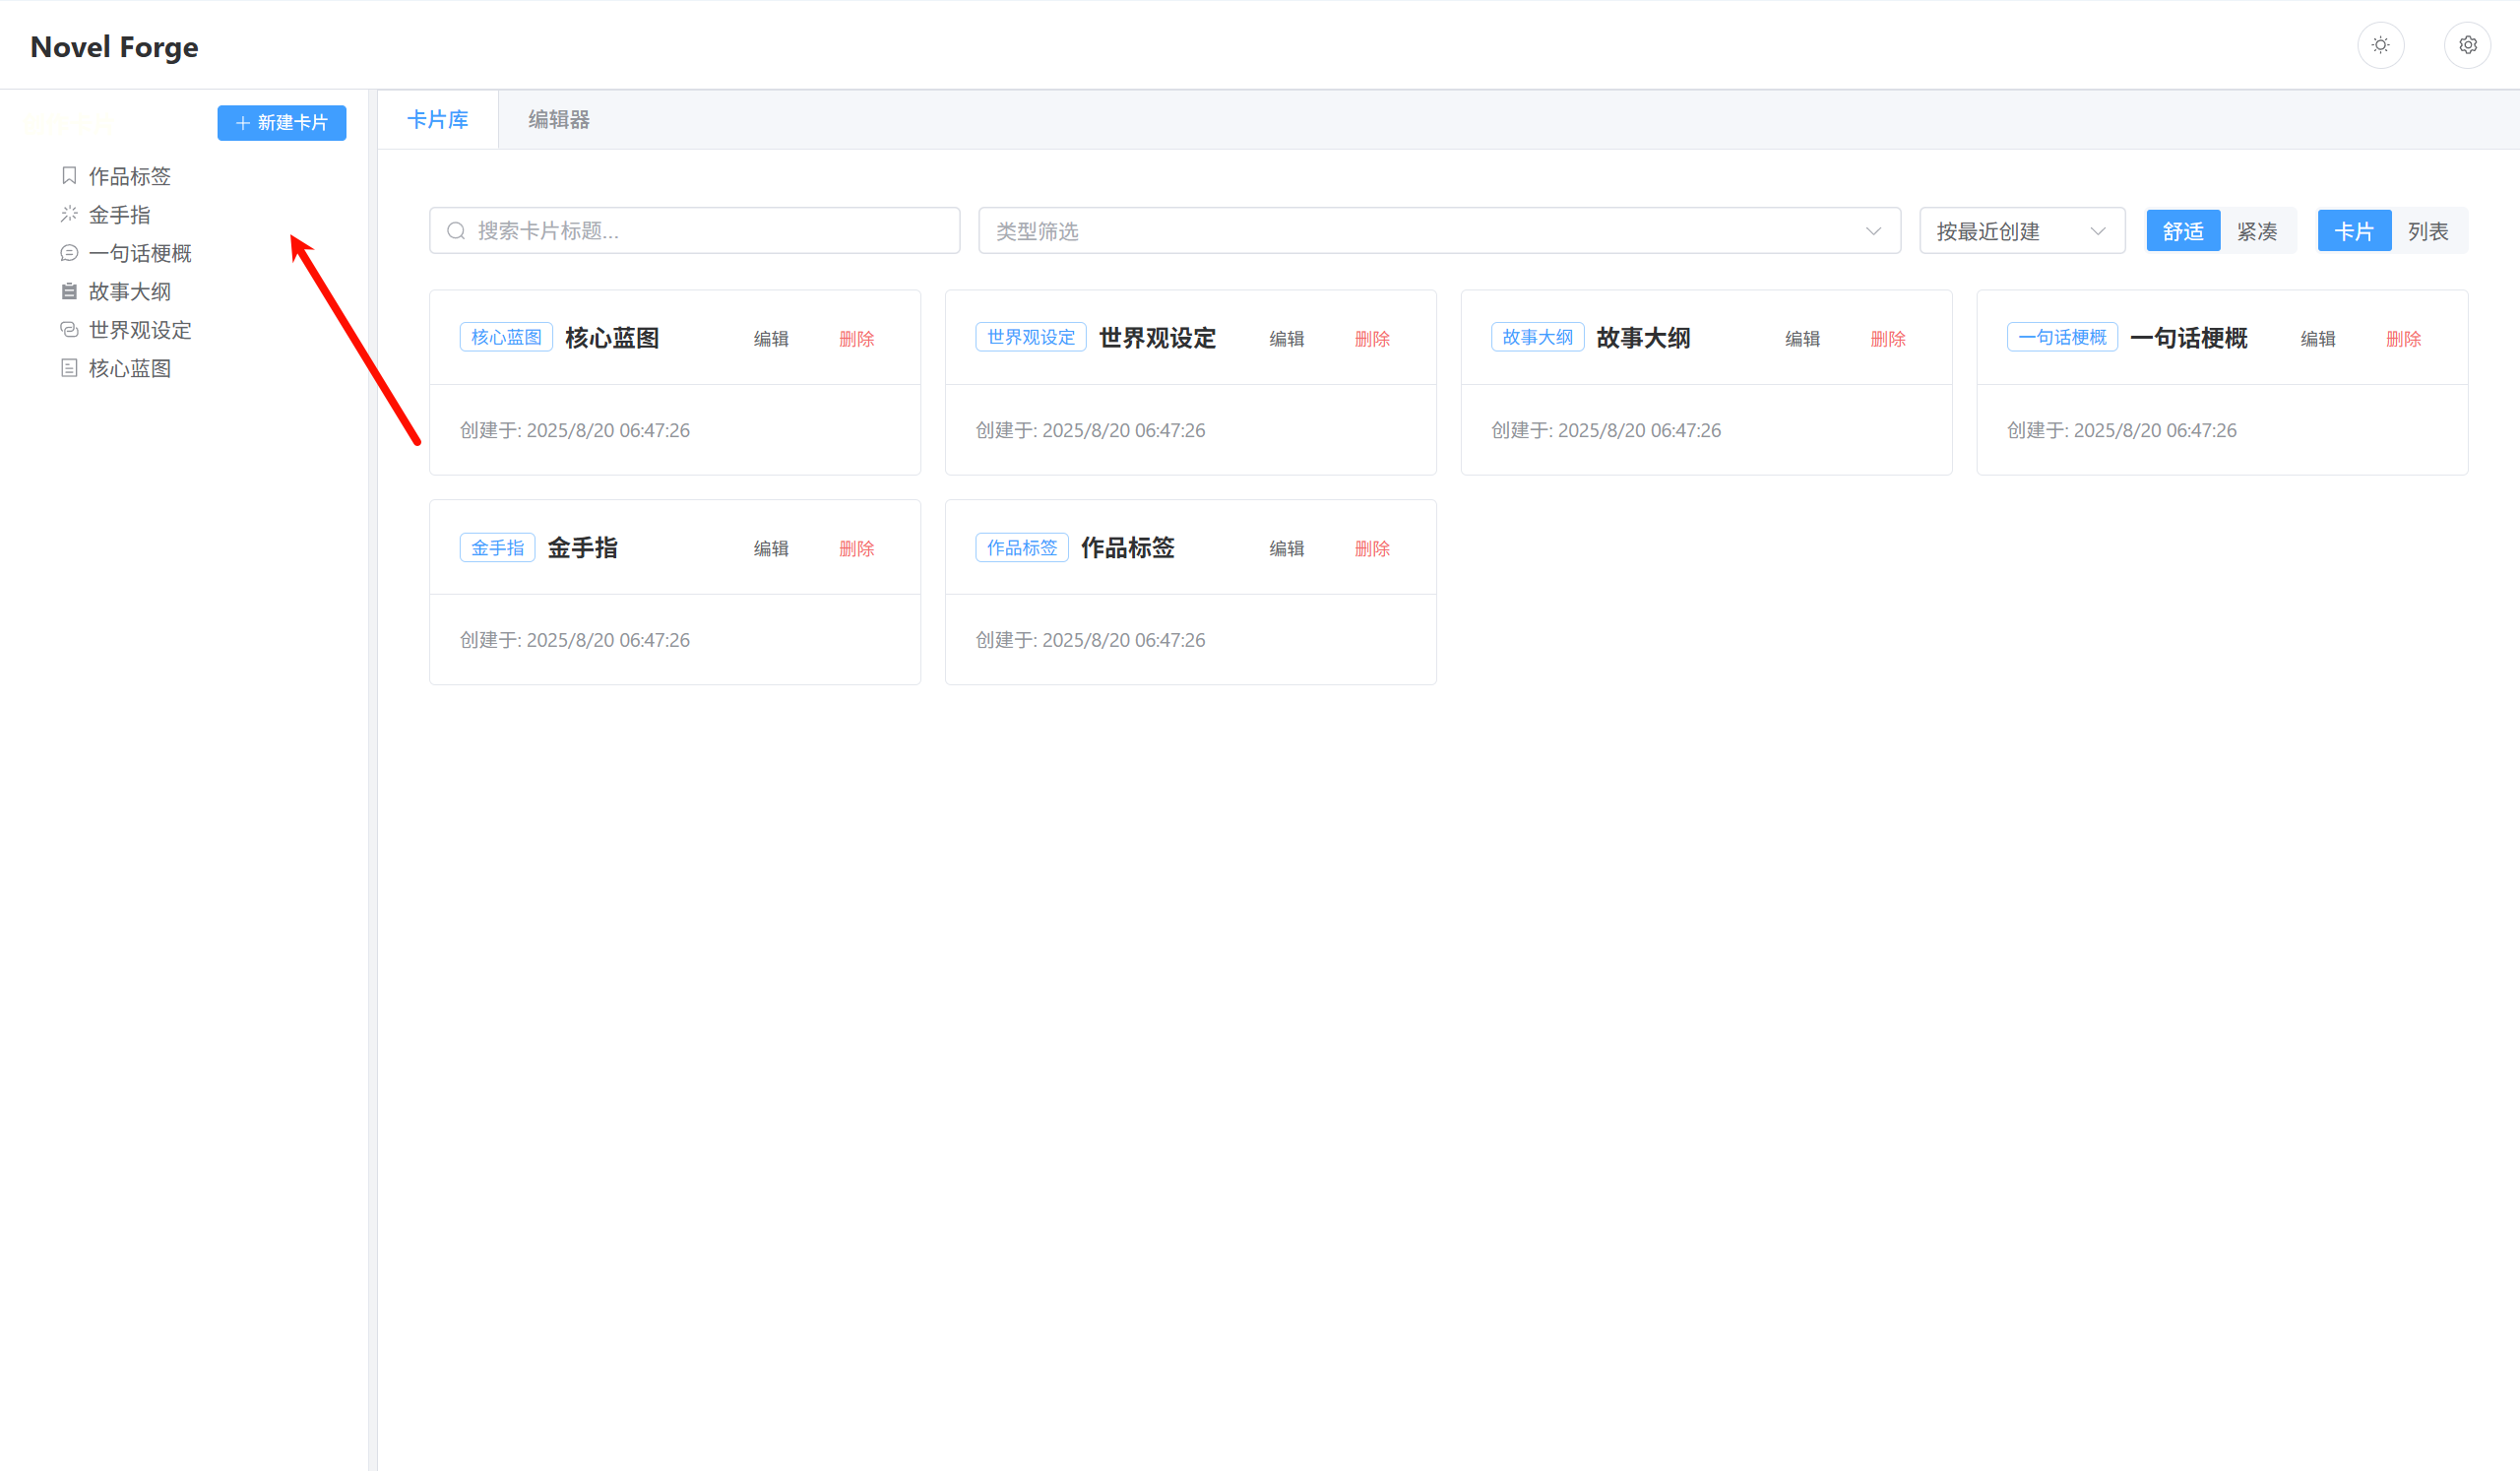 Novel Forge
新建卡片
作品标签
金手指
一句话梗概
故事大纲
世界观设定
核心蓝图
卡片库 编辑器
搜索卡片标题... 类型筛选 按最近创建 舒适 紧凑 卡片 列表
核心蓝图 核心蓝图 编辑 删除
创建于: 2025/8/20 06:47:26
世界观设定 世界观设定 编辑 删除
创建于: 2025/8/20 06:47:26
故事大纲 故事大纲 编辑 删除
创建于: 2025/8/20 06:47:26
一句话梗概 一句话梗概 编辑 删除
创建于: 2025/8/20 06:47:26
金手指 金手指 编辑 删除
创建于: 2025/8/20 06:47:26
作品标签 作品标签 编辑 删除
创建于: 2025/8/20 06:47:26